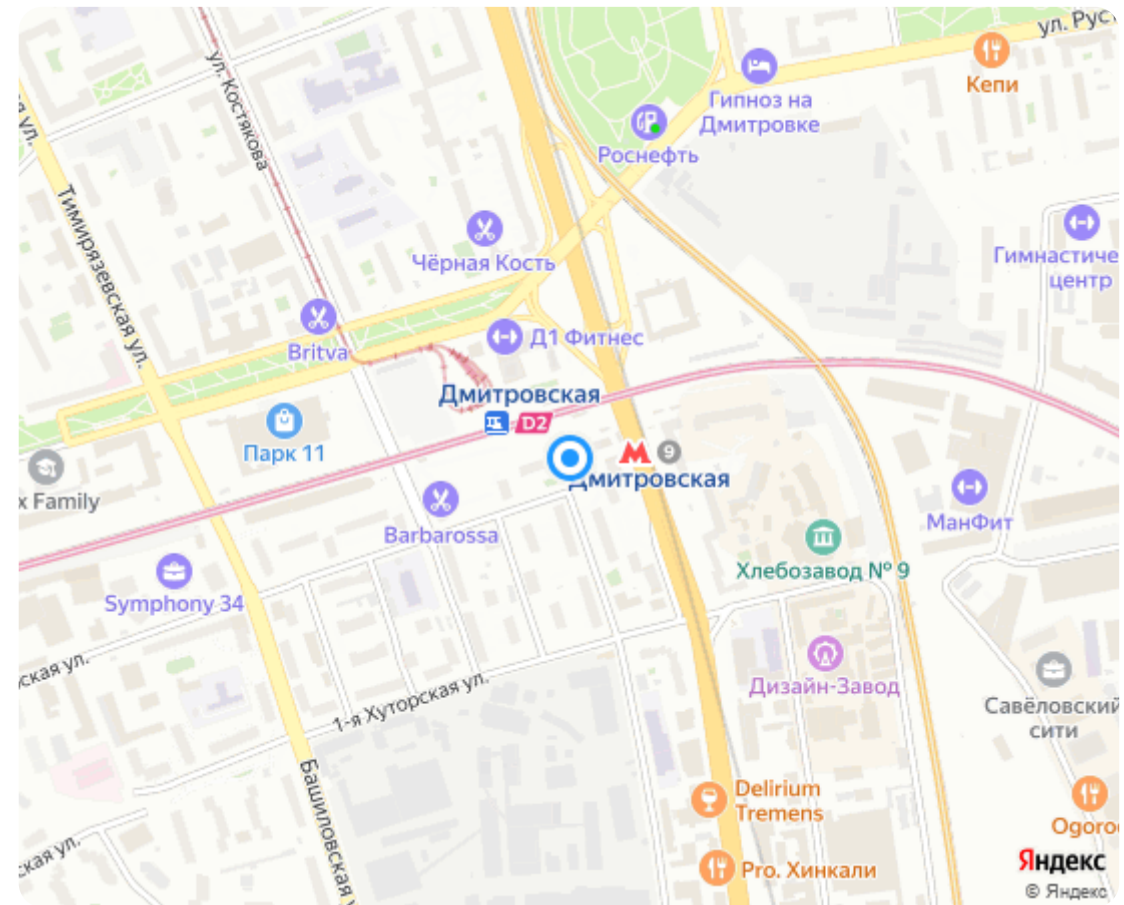 ул. Рус
ул. Костякова
Кепи
Гипноз на
Дмитровке
Роснефть
ул.
Тимирязевская ул.
Чёрная Кость
Гимнастиче
центр
Britva
Д1 Фитнес
Дмитровская
D2
Парк 11
9
Дмитровская
x Family
Barbarossa
МанФит
Хлебозавод № 9
Symphony 34
ская ул.
1-я Хуторская ул.
Дизайн-Завод
Савёловский
сити
Башиловская
Delirium
Tremens
Ogoro
ская ул.
Pro. Хинкали
Яндекс
© Яндекс